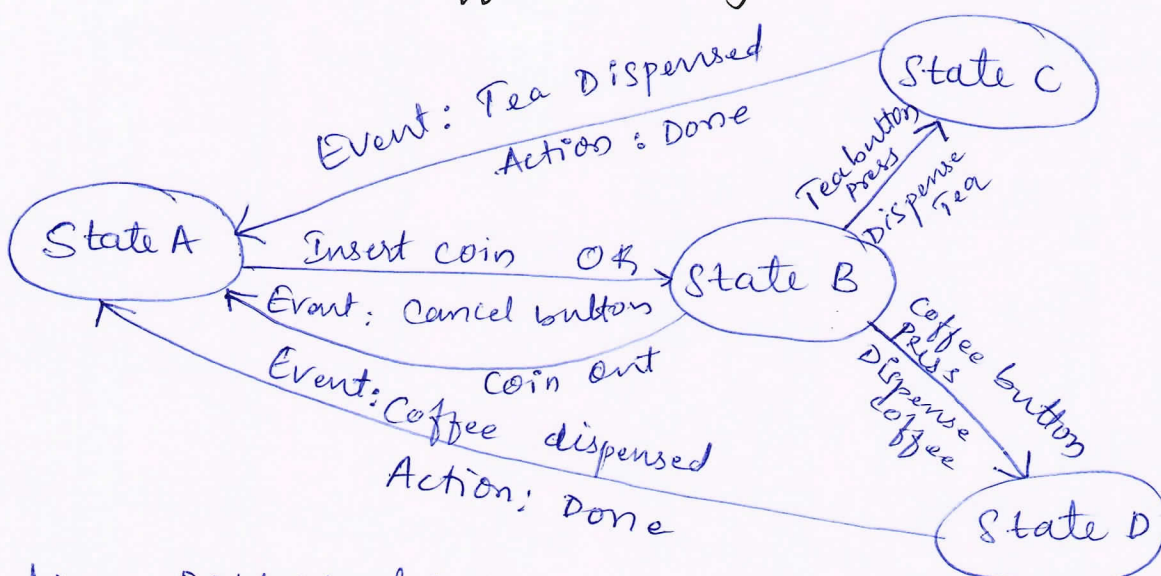 State C
Event: Tea Dispensed
Action: Done
Tea button
press
Dispense
Tea
State A
Insert coin OK
State B
Event: Cancel button
Coin out
Coffee button
press
Dispense
Coffee
Event: Coffee dispensed
Action: Done
State D